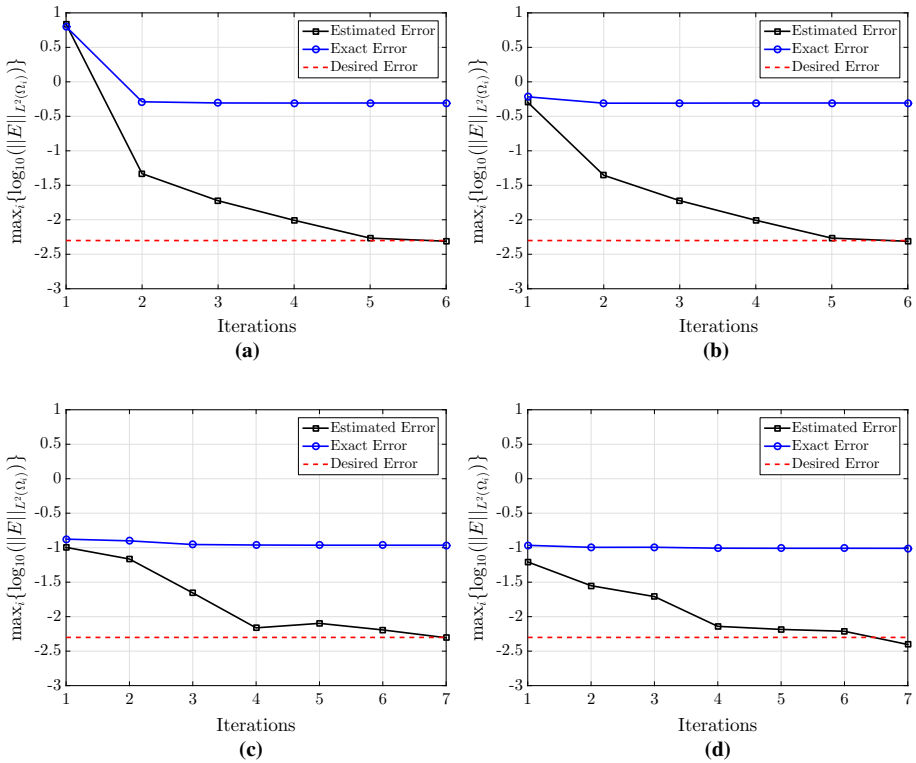 1
0.5
0
-0.5
-1
-1.5
-2
-2.5
-3
max_i{log_10(||E||_{L^2(Ω_i)})}
Estimated Error
Exact Error
Desired Error
1 2 3 4 5 6
Iterations
(a)
1
0.5
0
-0.5
-1
-1.5
-2
-2.5
-3
max_i{log_10(||E||_{L^2(Ω_i)})}
Estimated Error
Exact Error
Desired Error
1 2 3 4 5 6
Iterations
(b)
1
0.5
0
-0.5
-1
-1.5
-2
-2.5
-3
max_i{log_10(||E||_{L^2(Ω_i)})}
Estimated Error
Exact Error
Desired Error
1 2 3 4 5 6 7
Iterations
(c)
1
0.5
0
-0.5
-1
-1.5
-2
-2.5
-3
max_i{log_10(||E||_{L^2(Ω_i)})}
Estimated Error
Exact Error
Desired Error
1 2 3 4 5 6 7
Iterations
(d)